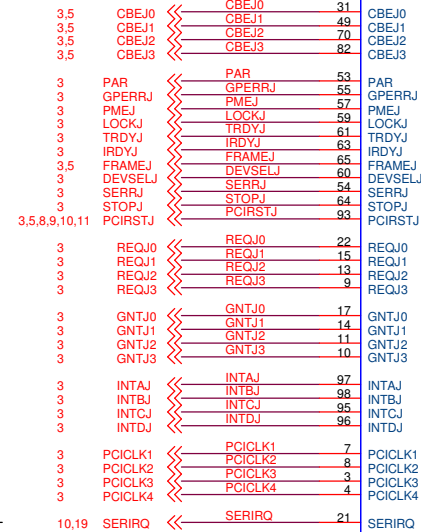 3,5 CBEJ0 CBEJ0 31 CBEJ0
3,5 CBEJ1 CBEJ1 49 CBEJ1
3,5 CBEJ2 CBEJ2 70 CBEJ2
3,5 CBEJ3 CBEJ3 82 CBEJ3
3 PAR PAR 53 PAR
3 GPERRJ GPERRJ 55 GPERRJ
3 PMEJ PMEJ 57 PMEJ
3 LOCKJ LOCKJ 59 LOCKJ
3 TRDYJ TRDYJ 61 TRDYJ
3 IRDYJ IRDYJ 63 IRDYJ
3,5 FRAMEJ FRAMEJ 65 FRAMEJ
3 DEVSELJ DEVSELJ 60 DEVSELJ
3 SERRJ SERRJ 54 SERRJ
3 STOPJ STOPJ 64 STOPJ
3,5,8,9,10,11 PCIRSTJ PCIRSTJ 93 PCIRSTJ
3 REQJ0 REQJ0 22 REQJ0
3 REQJ1 REQJ1 15 REQJ1
3 REQJ2 REQJ2 13 REQJ2
3 REQJ3 REQJ3 9 REQJ3
3 GNTJ0 GNTJ0 17 GNTJ0
3 GNTJ1 GNTJ1 14 GNTJ1
3 GNTJ2 GNTJ2 11 GNTJ2
3 GNTJ3 GNTJ3 10 GNTJ3
3 INTAJ INTAJ 97 INTAJ
3 INTBJ INTBJ 98 INTBJ
3 INTCJ INTCJ 95 INTCJ
3 INTDJ INTDJ 96 INTDJ
3 PCICLK1 PCICLK1 7 PCICLK1
3 PCICLK2 PCICLK2 8 PCICLK2
3 PCICLK3 PCICLK3 3 PCICLK3
3 PCICLK4 PCICLK4 4 PCICLK4
10,19 SERIRQ SERIRQ 21 SERIRQ